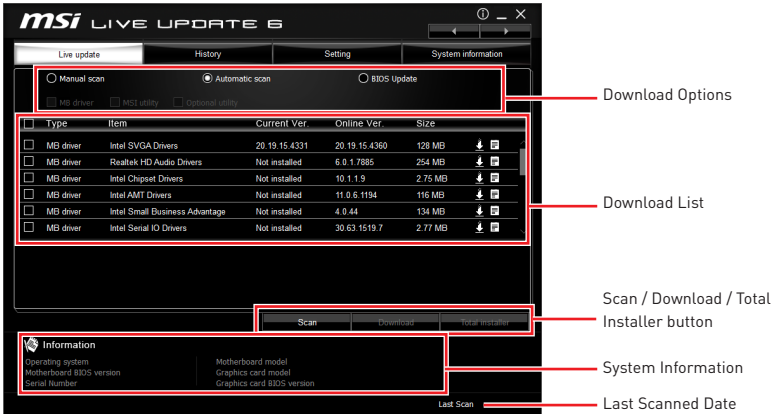 msi LIVE UPDATE 6
Live update History Setting System information
Manual scan Automatic scan BIOS Update
MB driver MSI utility Optional utility
Download Options
Type Item Current Ver. Online Ver. Size
MB driver Intel SVGA Drivers 20.19.15.4331 20.19.15.4360 128 MB
MB driver Realtek HD Audio Drivers Not installed 6.0.1.7885 254 MB
MB driver Intel Chipset Drivers Not installed 10.1.1.9 2.75 MB
MB driver Intel AMT Drivers Not installed 11.0.6.1194 116 MB
Download List
MB driver Intel Small Business Advantage Not installed 4.0.44 134 MB
MB driver Intel Serial IO Drivers Not installed 30.63.1519.7 2.77 MB
Scan / Download / Total
Installer button
Scan Download Total installer
Information
Operating system Motherboard model
Motherboard BIOS version Graphics card model
Serial Number Graphics card BIOS version
System Information
Last Scan
Last Scanned Date